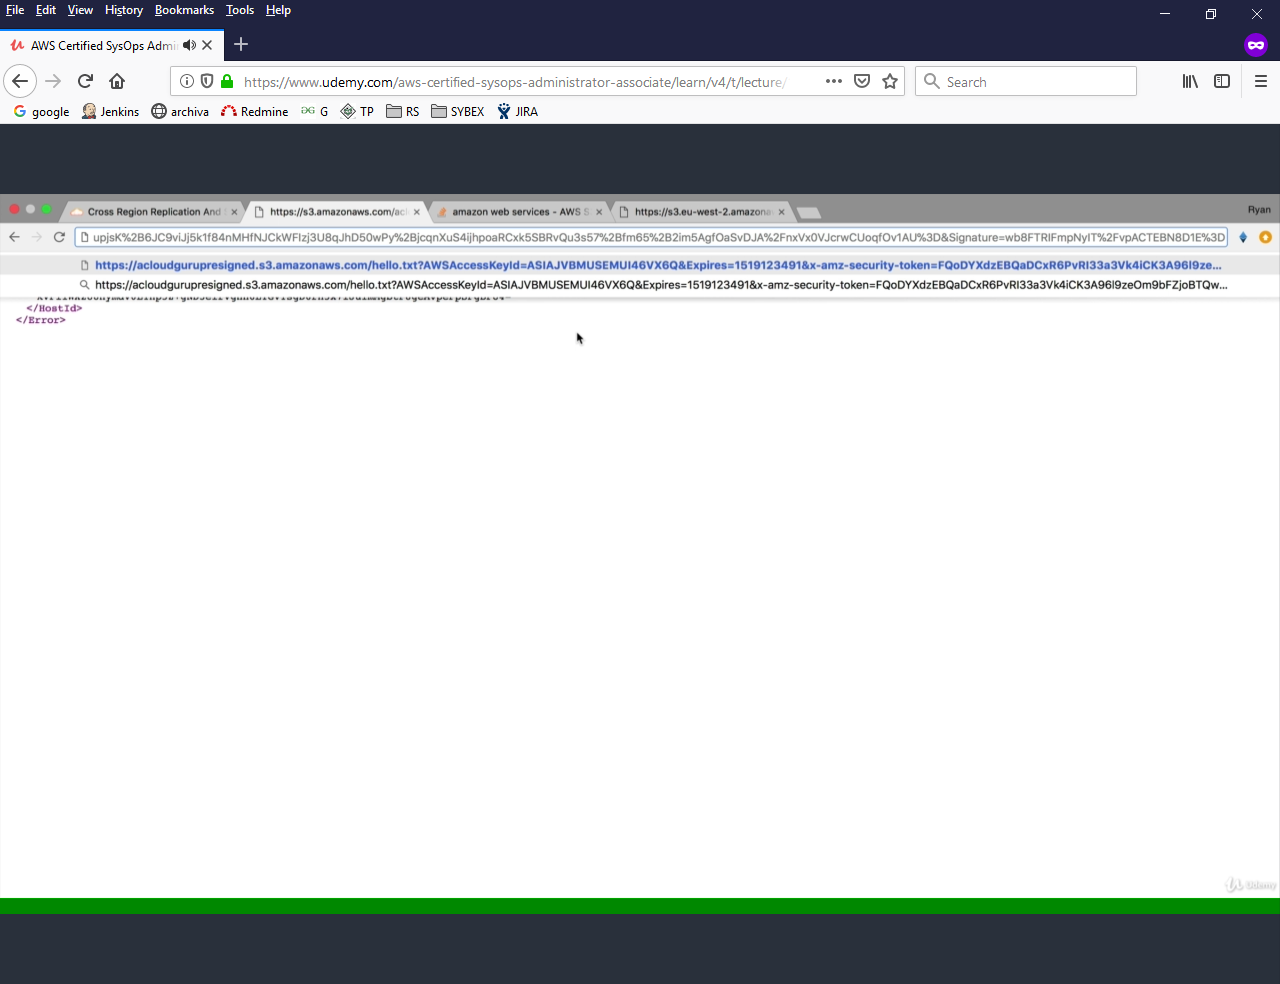 File Edit View History Bookmarks Tools Help
AWS Certified SysOps Admi
https://www.udemy.com/aws-certified-sysops-administrator-associate/learn/v4/t/lecture/
Search
google Jenkins archiva Redmine G TP RS SYBEX JIRA
Cross Region Replication And https://s3.amazonaws.com/acl amazon web services - AWS S https://s3.eu-west-2.amazona Ryan
upjsK%2B6JC9viJj5k1f84nMHfNJCkWFIzj3U8qJhD50wPy%2BjcqnXuS4ijhpoaRCxk5SBRvQu3s57%2Bfm65%2B2im5AgfOaSvDJA%2FnxVx0VJcrwCUoqfOv1AU%3D&Signature=wb8FTRIFmpNyIT%2FvpACTEBN8D1E%3D
https://acloudgurupresigned.s3.amazonaws.com/hello.txt?AWSAccessKeyId=ASIAJVBMUSEMUI46VX6Q&Expires=1519123491&x-amz-security-token=FQoDYXdzEBQaDCxR6PvRI33a3Vk4iCK3A96l9ze...
https://acloudgurupresigned.s3.amazonaws.com/hello.txt?AWSAccessKeyId=ASIAJVBMUSEMUI46VX6Q&Expires=1519123491&x-amz-security-token=FQoDYXdzEBQaDCxR6PvRI33a3Vk4iCK3A96l9zeOm9bFZjoBTQw...
</HostId>
</Error>
Udemy